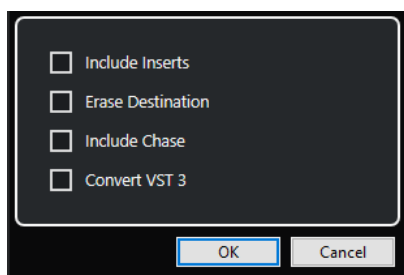 Include Inserts
Erase Destination
Include Chase
Convert VST 3
OK
Cancel